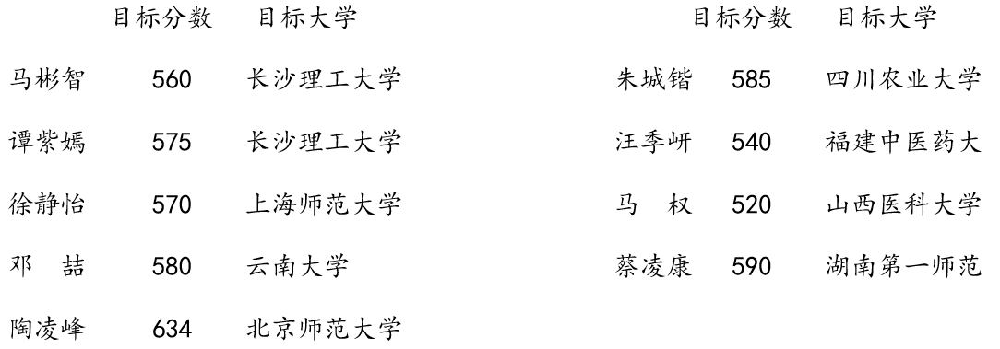 目标分数 目标大学 目标分数 目标大学
马彬智 560 长沙理工大学 朱城锴 585 四川农业大学
谭紫嫣 575 长沙理工大学 汪季岍 540 福建中医药大
徐静怡 570 上海师范大学 马 权 520 山西医科大学
邓 喆 580 云南大学 蔡凌康 590 湖南第一师范
陶凌峰 634 北京师范大学